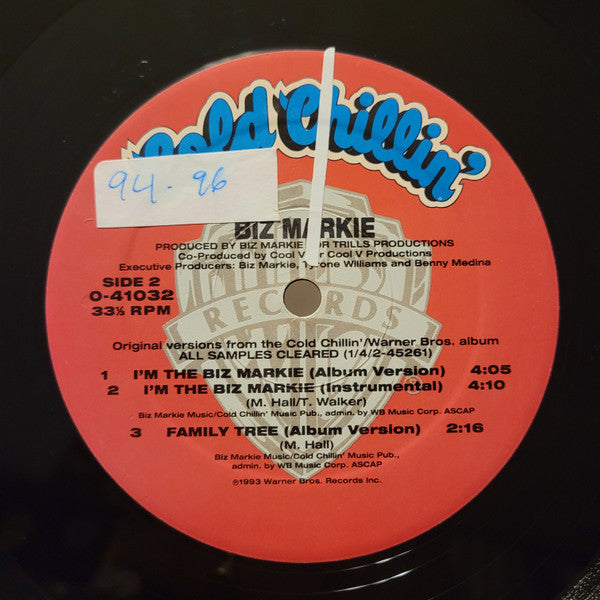 Cold Chillin'
94 - 96
BIZ MARKIE
PRODUCED BY BIZ MARKIE FOR TRILLS PRODUCTIONS
Co-Produced by Cool V for Cool V Productions
Executive Producers: Biz Markie, Tyrone Williams and Benny Medina
SIDE 2
0-41032
33⅓ RPM
RECORDS
Original versions from the Cold Chillin'/Warner Bros. album
ALL SAMPLES CLEARED (1/4/2-45261)
1 I'M THE BIZ MARKIE (Album Version) 4:05
2 I'M THE BIZ MARKIE (Instrumental) 4:10
(M. Hall/T. Walker)
®
Biz Markie Music/Cold Chillin' Music Pub., admin. by WB Music Corp. ASCAP
3 FAMILY TREE (Album Version) 2:16
(M. Hall)
Biz Markie Music/Cold Chillin' Music Pub.,
admin. by WB Music Corp. ASCAP
℗1993 Warner Bros. Records Inc.